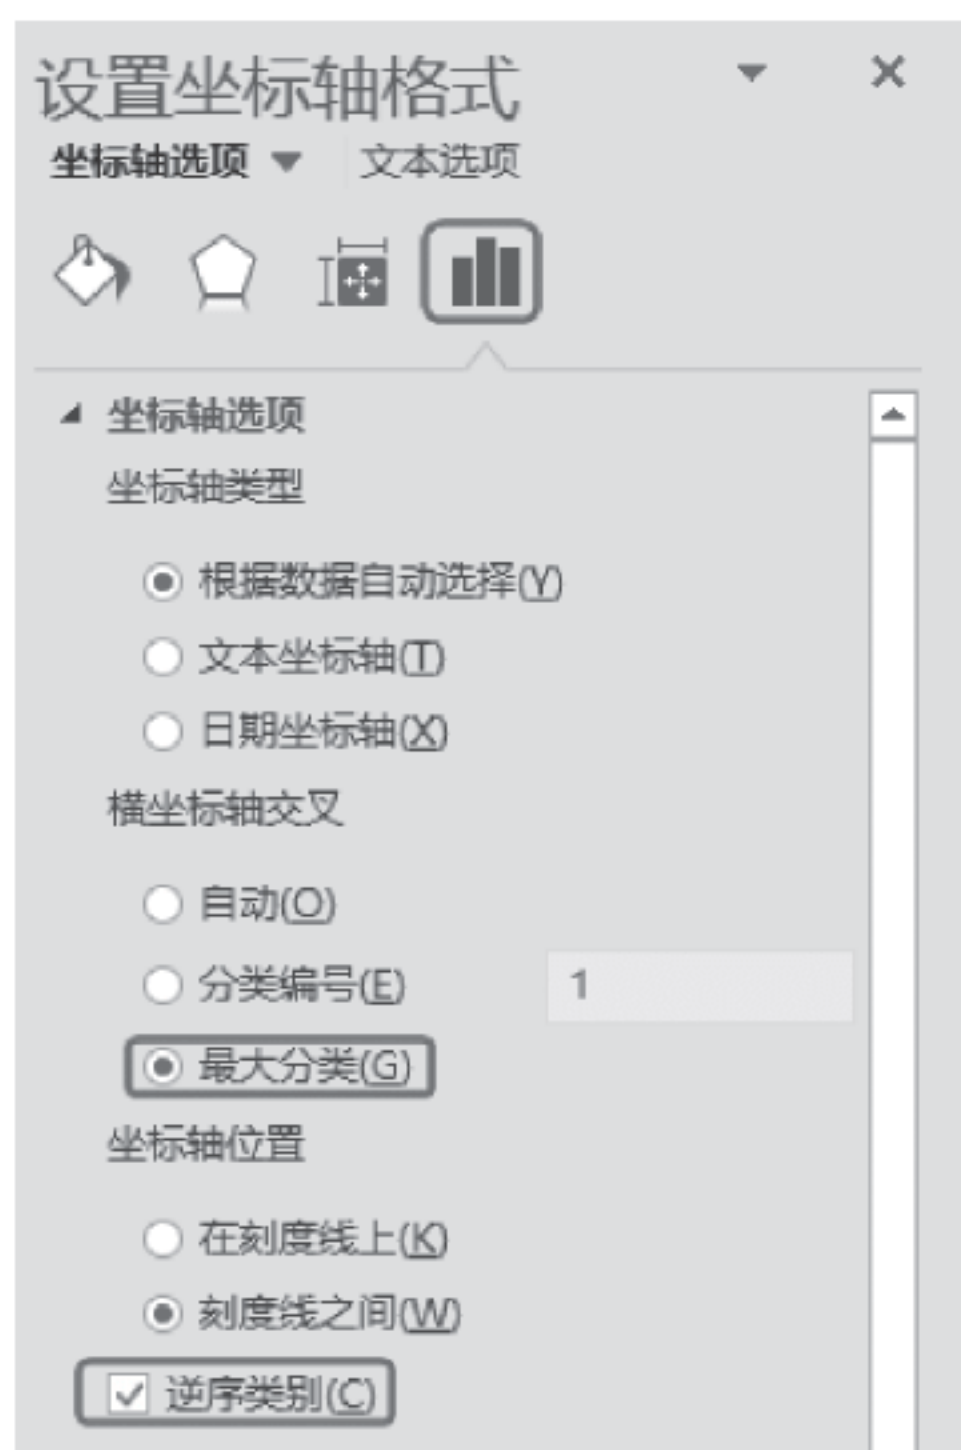 设置坐标轴格式
坐标轴选项 文本选项
坐标轴选项
坐标轴类型
根据数据自动选择(Y)
文本坐标轴(T)
日期坐标轴(X)
横坐标轴交叉
自动(O)
分类编号(E) 1
最大分类(G)
坐标轴位置
在刻度线上(K)
刻度线之间(W)
逆序类别(C)